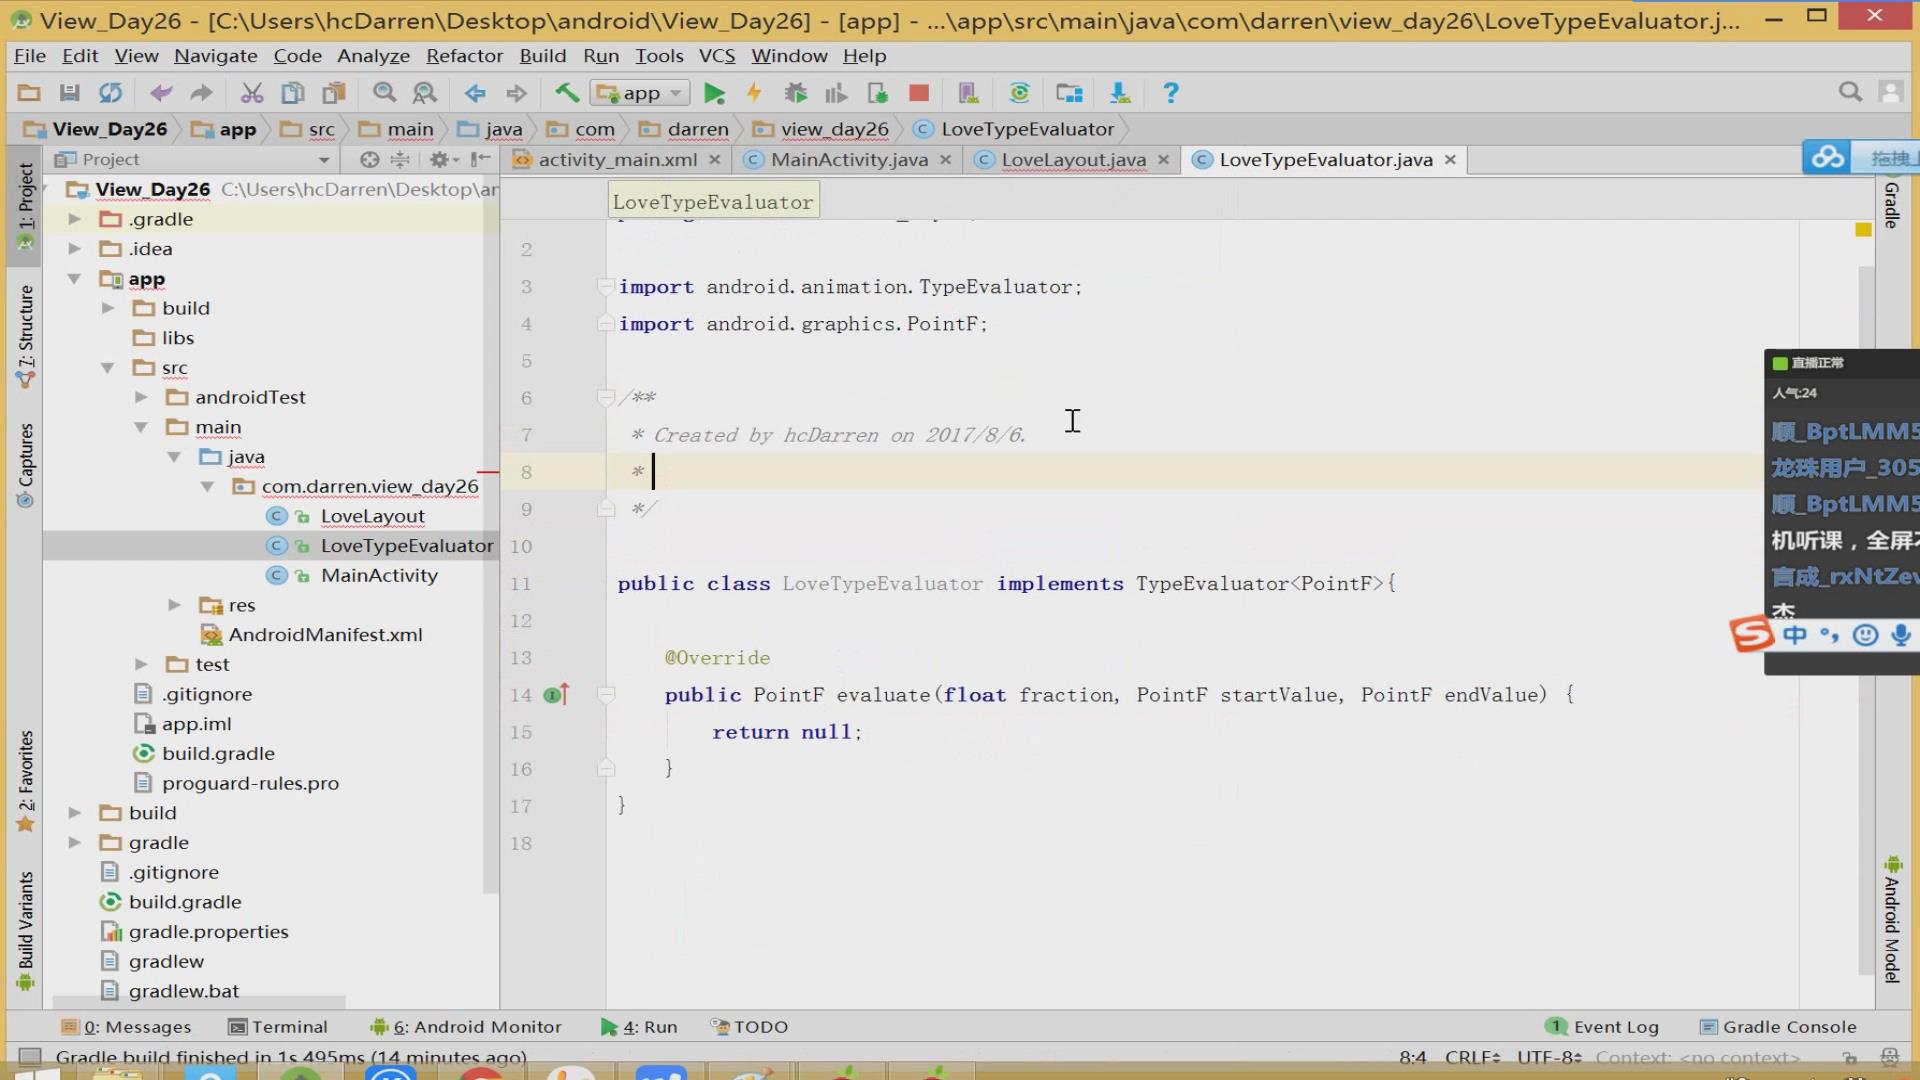 View_Day26 - [C:\Users\hcDarren\Desktop\android\View_Day26] - [app] - ...\app\src\main\java\com\darren\view_day26\LoveTypeEvaluator.j...
File Edit View Navigate Code Analyze Refactor Build Run Tools VCS Window Help
app
View_Day26 app src main java com darren view_day26 LoveTypeEvaluator
Project
activity_main.xml MainActivity.java LoveLayout.java LoveTypeEvaluator.java
拖拽上
1: Project
7: Structure
Captures
2: Favorites
Build Variants
View_Day26 C:\Users\hcDarren\Desktop\ar
.gradle
.idea
app
build
libs
src
androidTest
main
java
com.darren.view_day26
LoveLayout
LoveTypeEvaluator
MainActivity
res
AndroidManifest.xml
test
.gitignore
app.iml
build.gradle
proguard-rules.pro
build
gradle
.gitignore
build.gradle
gradle.properties
gradlew
gradlew.bat
LoveTypeEvaluator
2
3 import android.animation.TypeEvaluator;
4 import android.graphics.PointF;
5
6 /**
7 * Created by hcDarren on 2017/8/6.
8 *
9 */
10
11 public class LoveTypeEvaluator implements TypeEvaluator<PointF>{
12
13 @Override
14 public PointF evaluate(float fraction, PointF startValue, PointF endValue) {
15 return null;
16 }
17 }
18
Gradle
Android Model
直播正常
人气:24
顺_BptLMM5
龙珠用户_305
顺_BptLMM5
机听课，全屏
言成_rxNtZev
中
0: Messages Terminal 6: Android Monitor 4: Run TODO 1 Event Log Gradle Console
Gradle build finished in 1s 495ms (14 minutes ago) 8:4 CRLF UTF-8 Context: <no context>